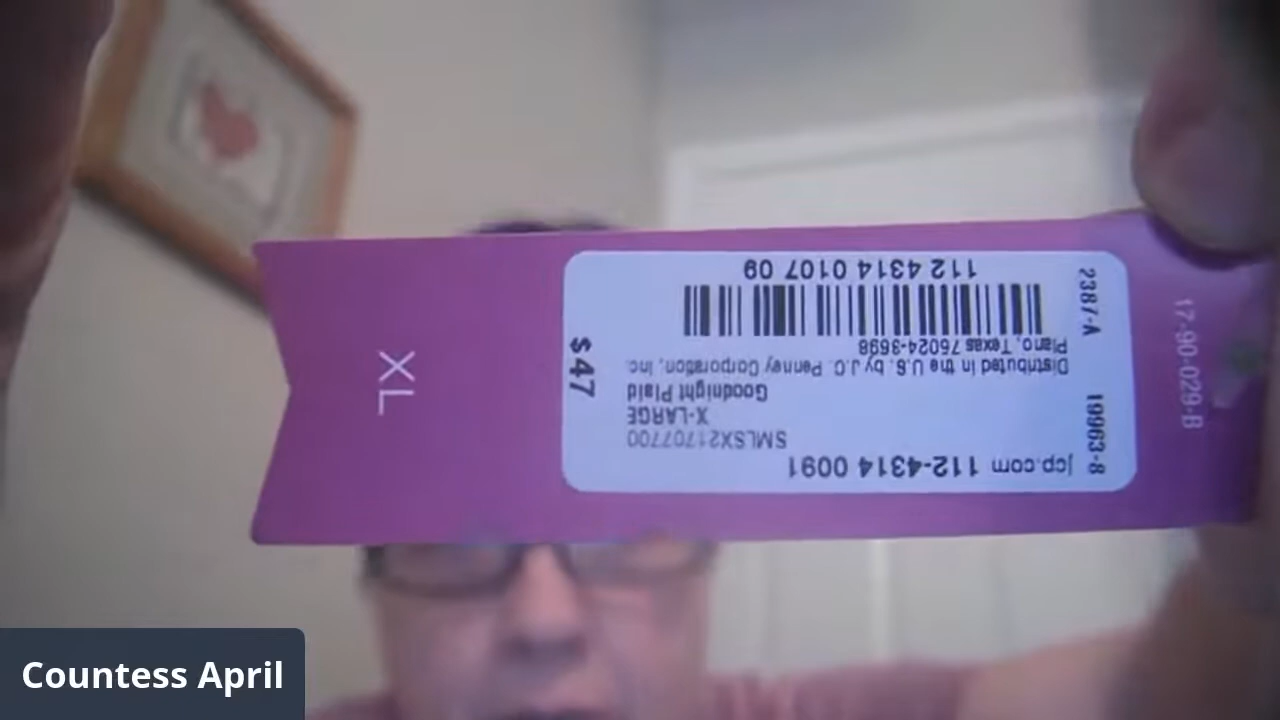 XL
jcp.com 112-4314 0091
SMLSX21707700
X-LARGE
Goodnight Plaid
Distributed in the U.S. by J.C. Penney Corporation, Inc.
Plano, Texas 75024-3698
112 4314 0107 09
$47
2387-A
19963-8
17-90-029-B
Countess April